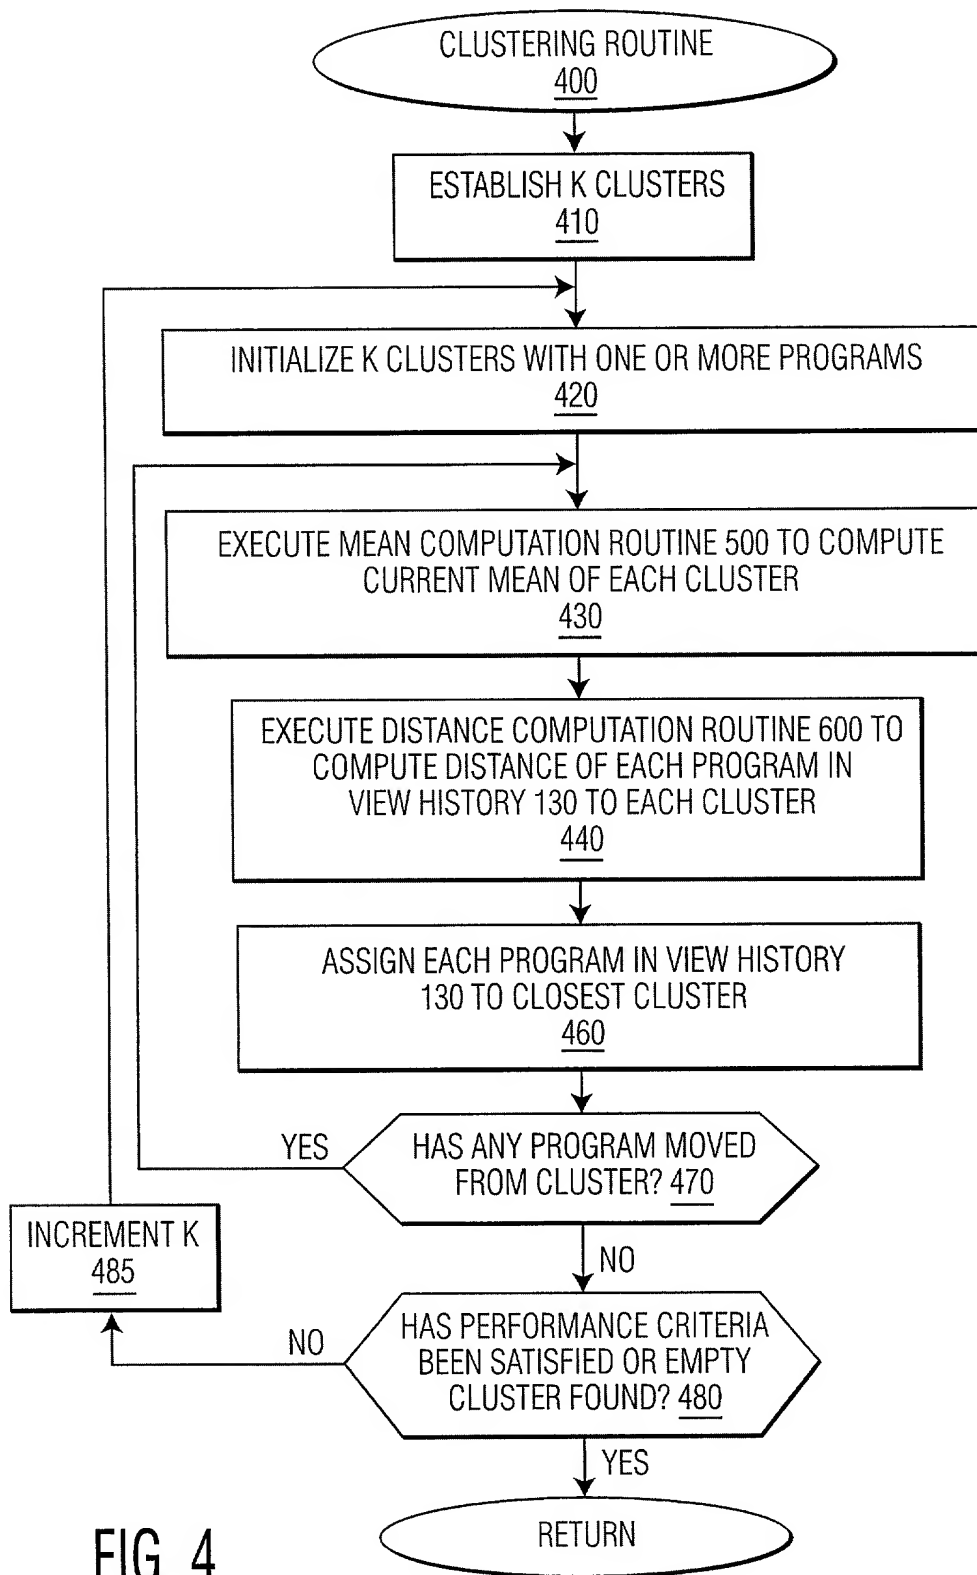 CLUSTERING ROUTINE
400
ESTABLISH K CLUSTERS
410
INITIALIZE K CLUSTERS WITH ONE OR MORE PROGRAMS
420
EXECUTE MEAN COMPUTATION ROUTINE 500 TO COMPUTE
CURRENT MEAN OF EACH CLUSTER
430
EXECUTE DISTANCE COMPUTATION ROUTINE 600 TO
COMPUTE DISTANCE OF EACH PROGRAM IN
VIEW HISTORY 130 TO EACH CLUSTER
440
ASSIGN EACH PROGRAM IN VIEW HISTORY
130 TO CLOSEST CLUSTER
460
YES
HAS ANY PROGRAM MOVED
FROM CLUSTER? 470
INCREMENT K
485
NO
NO
HAS PERFORMANCE CRITERIA
BEEN SATISFIED OR EMPTY
CLUSTER FOUND? 480
YES
RETURN
FIG. 4